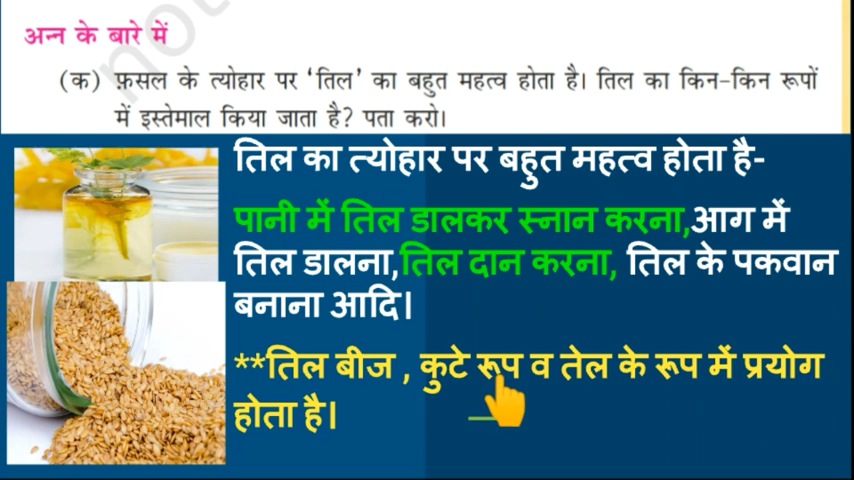 अन्न के बारे में
(क) फ़सल के त्योहार पर ‘तिल’ का बहुत महत्व होता है। तिल का किन-किन रूपों
में इस्तेमाल किया जाता है? पता करो।
तिल का त्योहार पर बहुत महत्व होता है-
पानी में तिल डालकर स्नान करना,आग में
तिल डालना,तिल दान करना, तिल के पकवान
बनाना आदि।
**तिल बीज , कुटे रूप व तेल के रूप में प्रयोग
होता है।